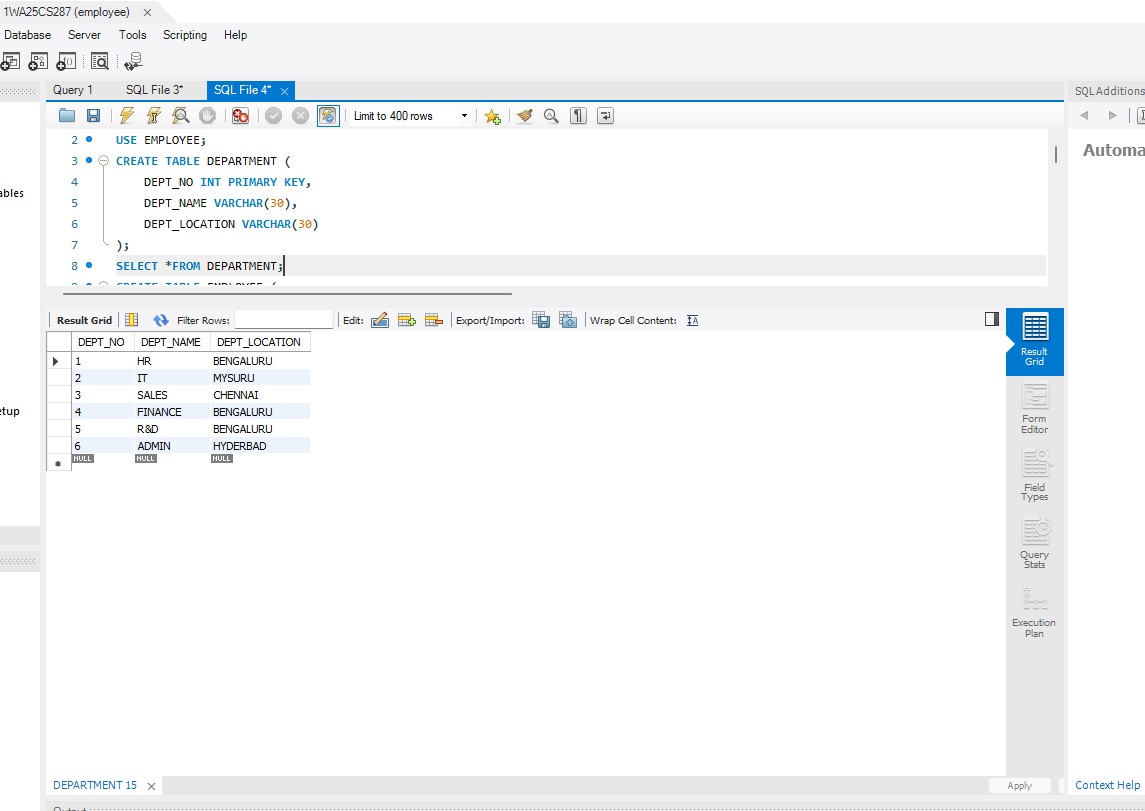 1WA25CS287 (employee)
Database Server Tools Scripting Help
Query 1 SQL File 3* SQL File 4*
SQLAdditions
Limit to 400 rows
Automa
2 USE EMPLOYEE;
3 CREATE TABLE DEPARTMENT (
4 DEPT_NO INT PRIMARY KEY,
5 DEPT_NAME VARCHAR(30),
6 DEPT_LOCATION VARCHAR(30)
7 );
8 SELECT *FROM DEPARTMENT;
9 CREATE TABLE EMPLOYEE (
ables
etup
Result Grid Filter Rows: Edit: Export/Import: Wrap Cell Content:
DEPT_NO DEPT_NAME DEPT_LOCATION
1 HR BENGALURU
2 IT MYSURU
3 SALES CHENNAI
4 FINANCE BENGALURU
5 R&D BENGALURU
6 ADMIN HYDERBAD
NULL NULL NULL
Result
Grid
Form
Editor
Field
Types
Query
Stats
Execution
Plan
DEPARTMENT 15
Apply
Context Help
Output